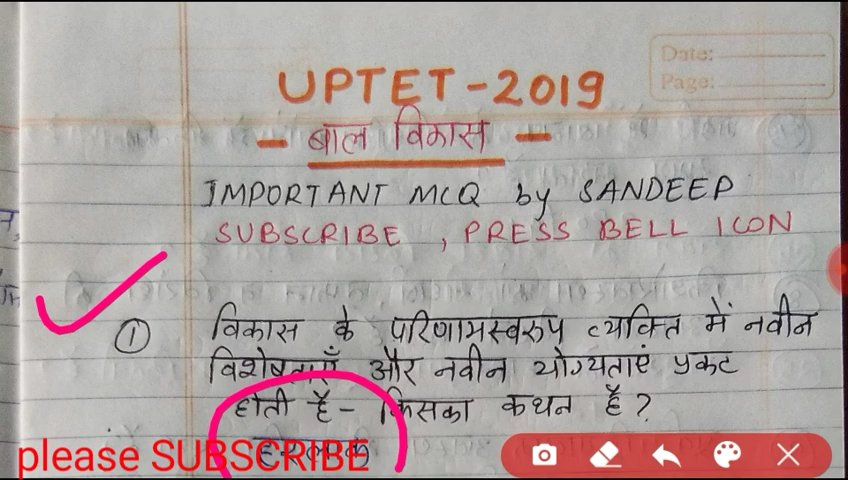 Date:
Page:
UPTET-2019
- बाल विकास -
IMPORTANT MCQ by SANDEEP
SUBSCRIBE , PRESS BELL ICON
① विकास के परिणामस्वरुप व्यक्ति में नवीन
विशेषताएँ और नवीन योग्यताएं प्रकट
होती है - किसका कथन है ?
please SUBSCRIBE